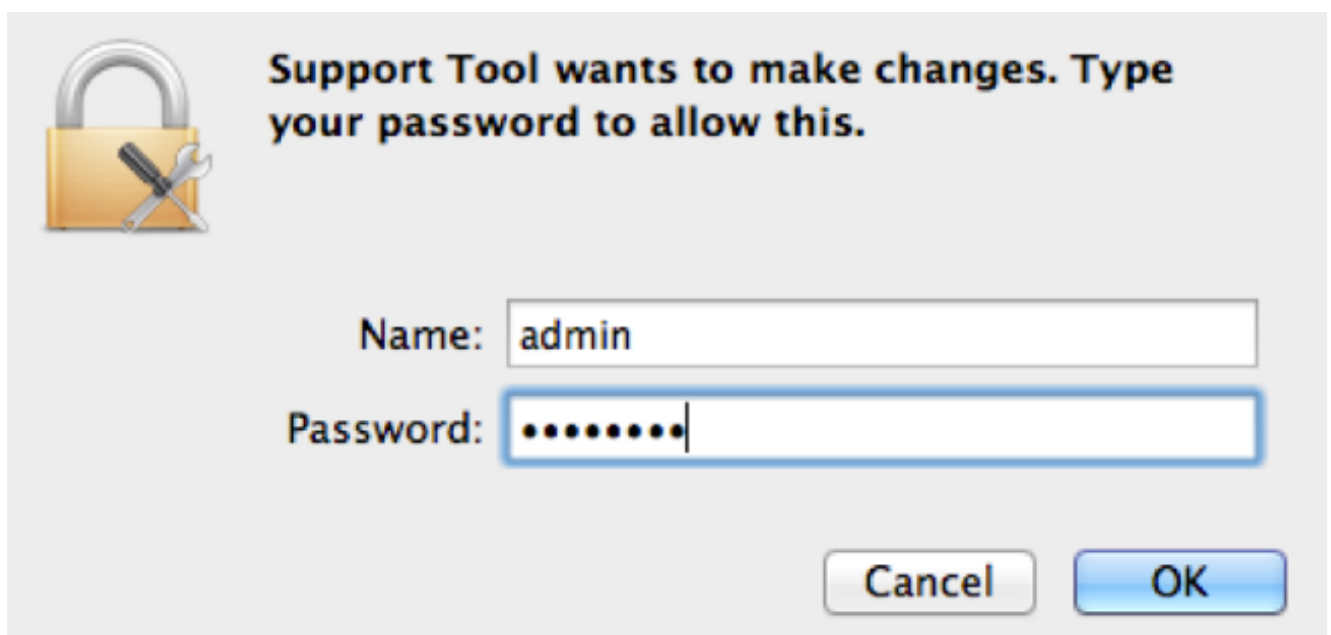 Support Tool wants to make changes. Type
your password to allow this.
Name: admin
Password: ••••••••
Cancel OK